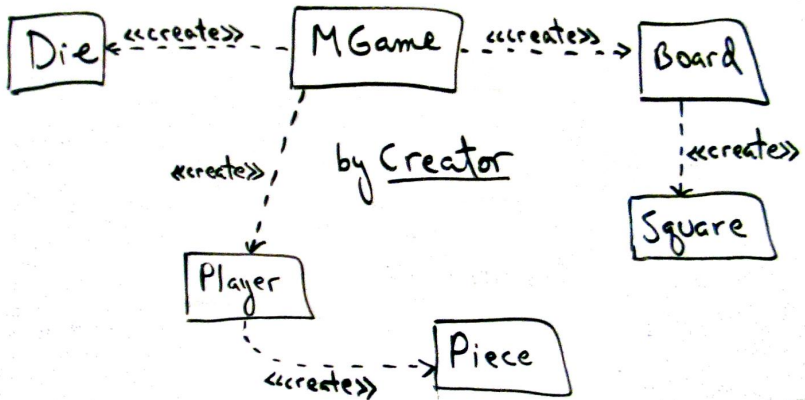 Die
«create»
MGame
«create»
Board
«create»
by Creator
«create»
Square
Player
Piece
«create»